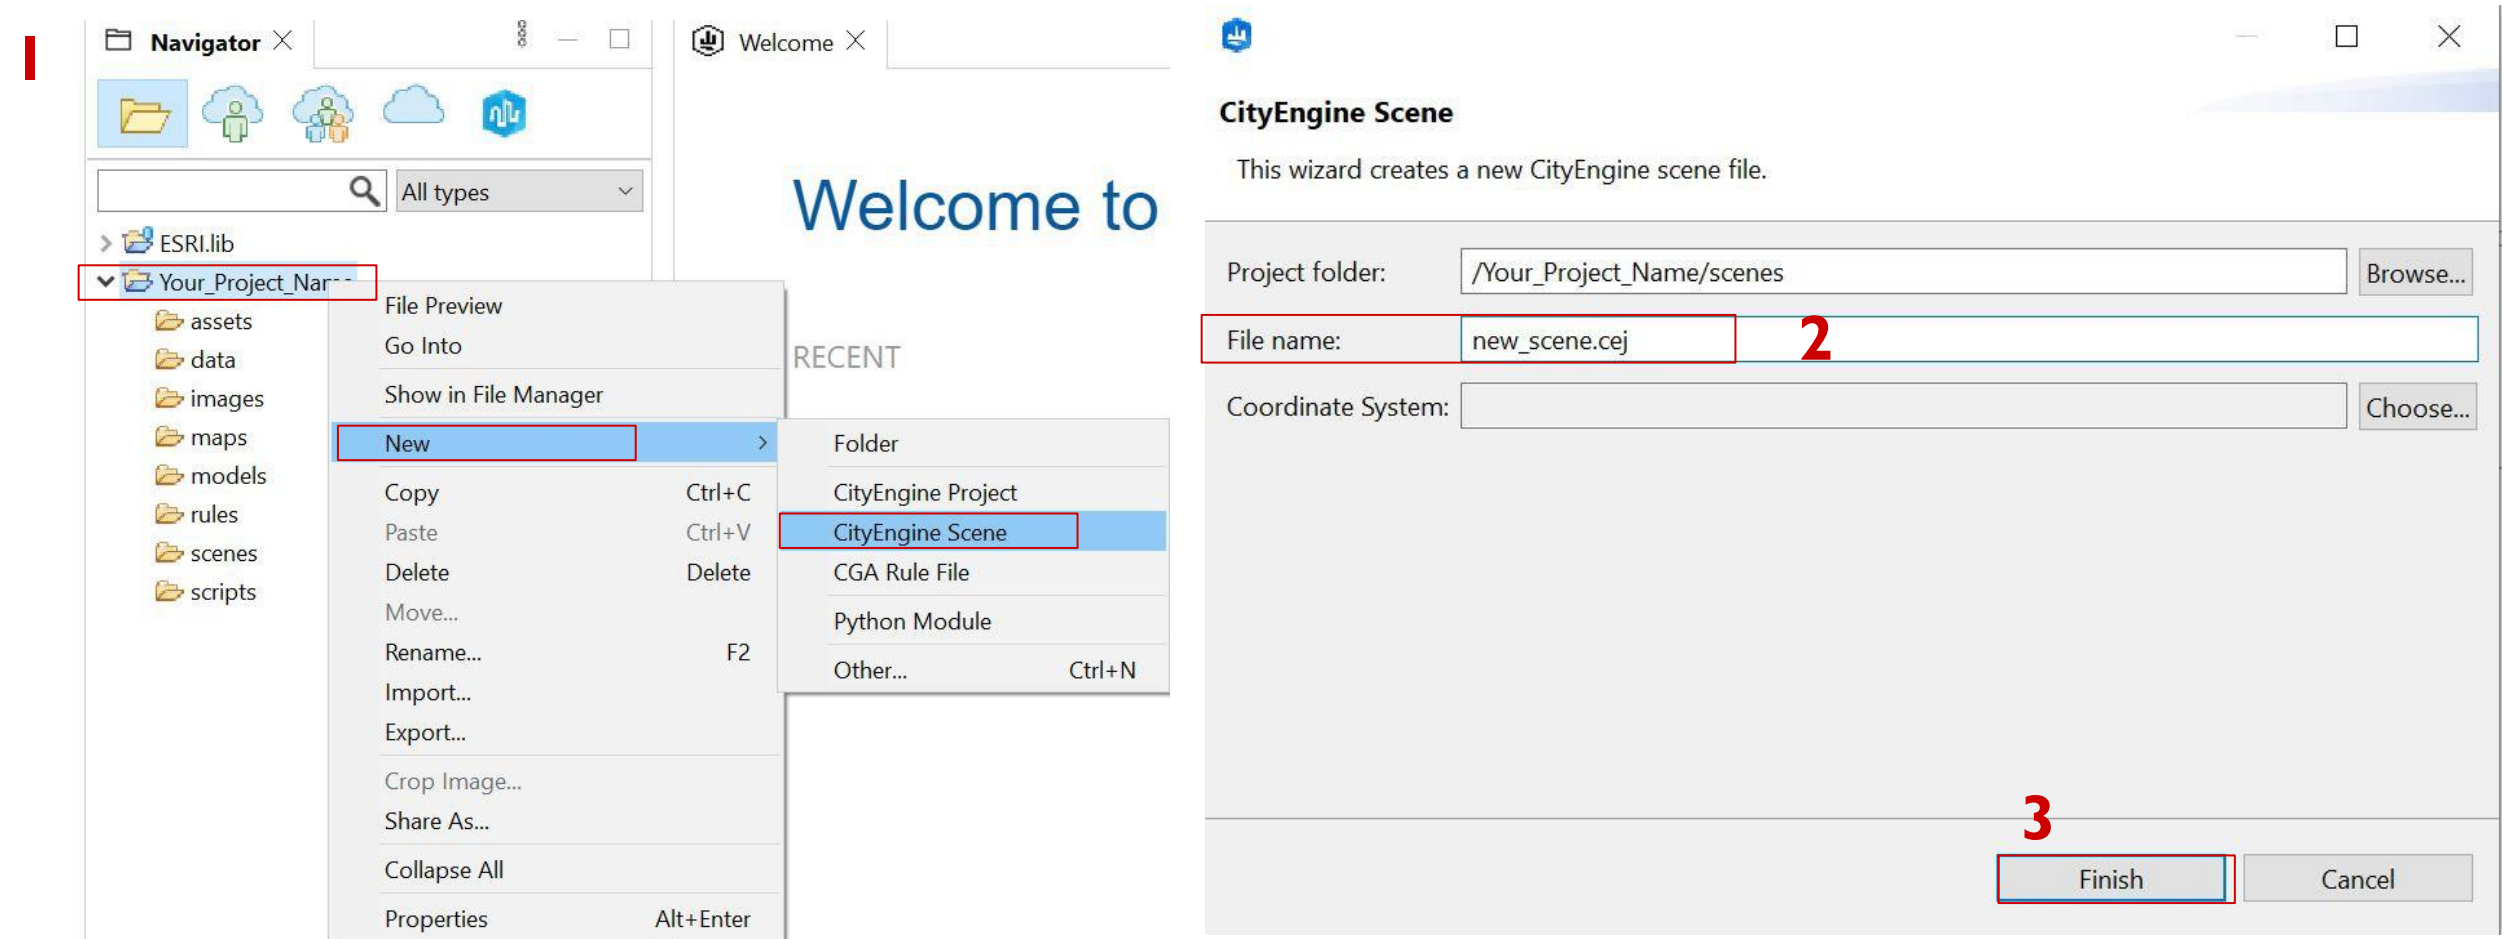 1
Navigator
Welcome
All types
ESRI.lib
Your_Project_Name
assets
data
images
maps
models
rules
scenes
scripts
File Preview
Go Into
Show in File Manager
New
Copy Ctrl+C
Paste Ctrl+V
Delete Delete
Move...
Rename... F2
Import...
Export...
Crop Image...
Share As...
Collapse All
Properties Alt+Enter
Folder
CityEngine Project
CityEngine Scene
CGA Rule File
Python Module
Other... Ctrl+N
Welcome to
RECENT
CityEngine Scene
This wizard creates a new CityEngine scene file.
Project folder: /Your_Project_Name/scenes Browse...
File name: new_scene.cej 2
Coordinate System: Choose...
3
Finish Cancel